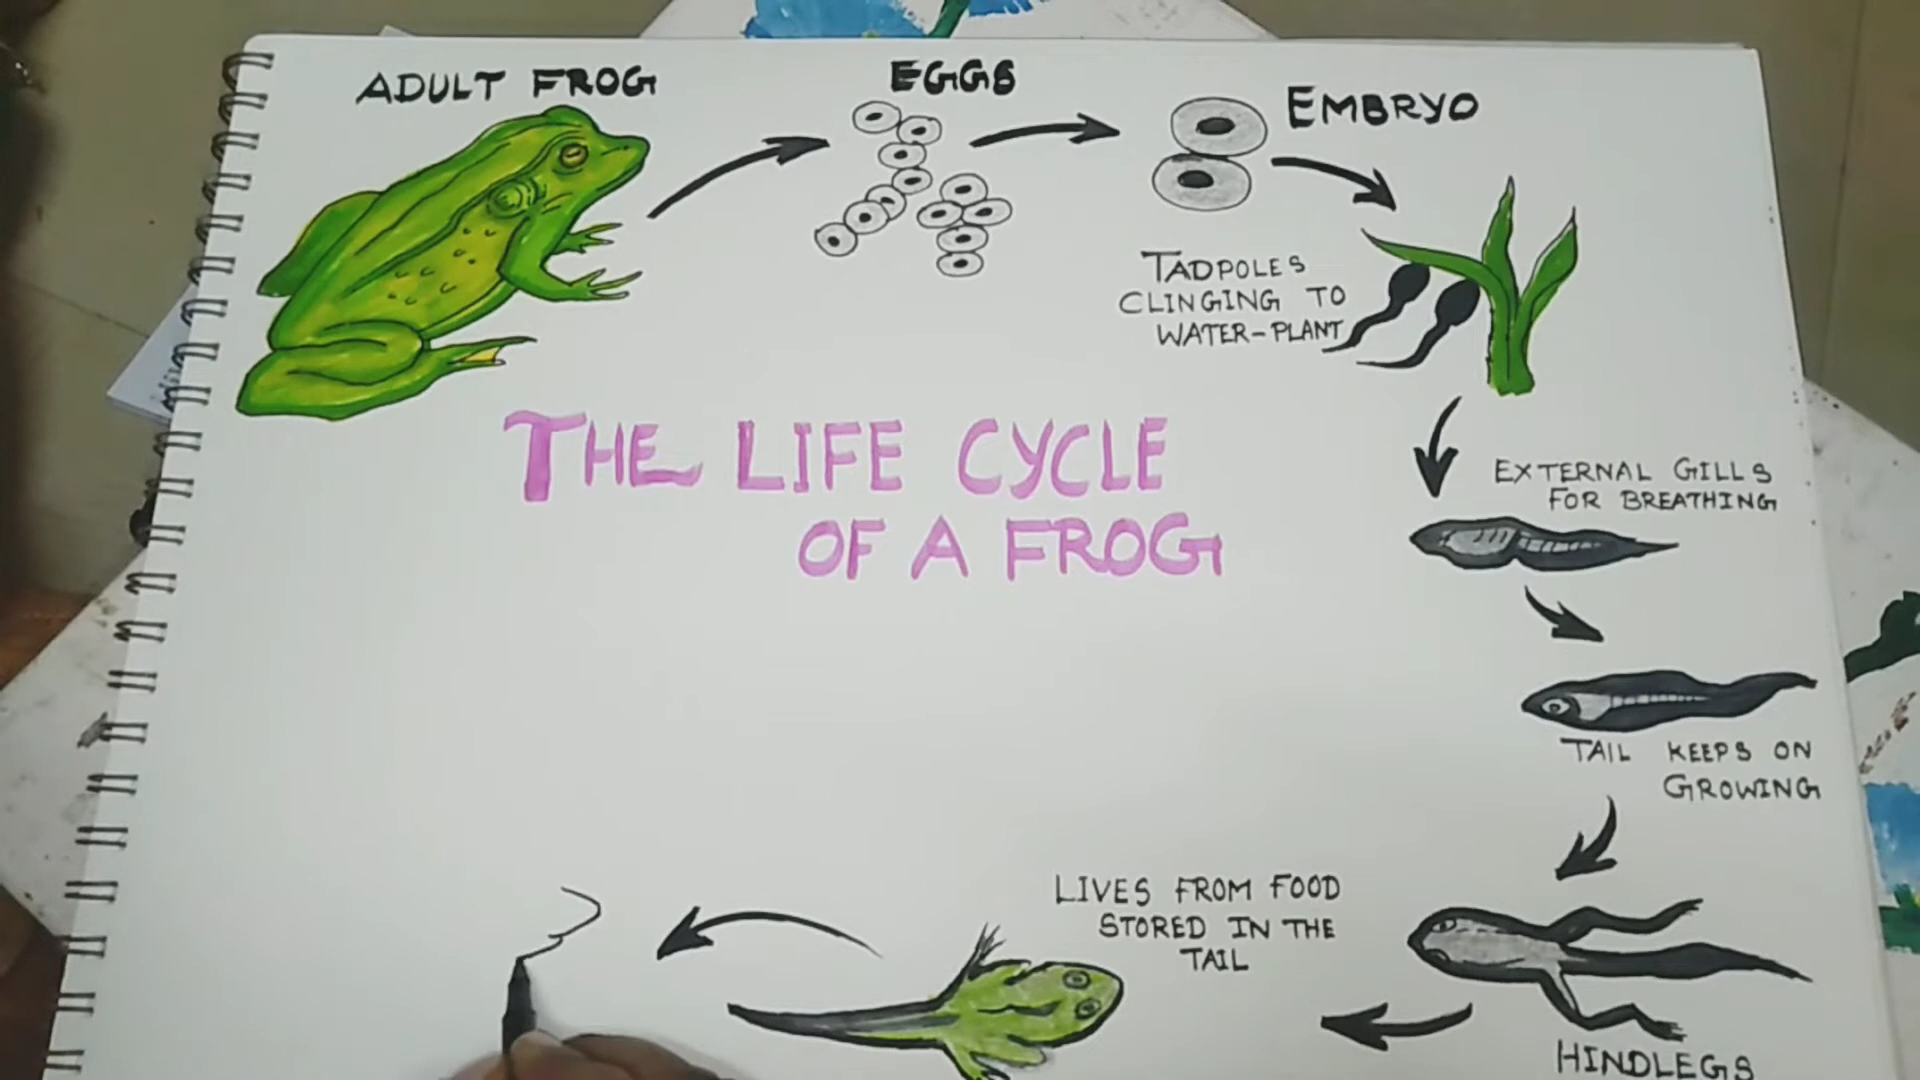 ADULT FROG
EGGS
EMBRYO
TADPOLES
CLINGING TO
WATER-PLANT
THE LIFE CYCLE
OF A FROG
EXTERNAL GILLS
FOR BREATHING
TAIL KEEPS ON
GROWING
LIVES FROM FOOD
STORED IN THE
TAIL
HINDLEGS